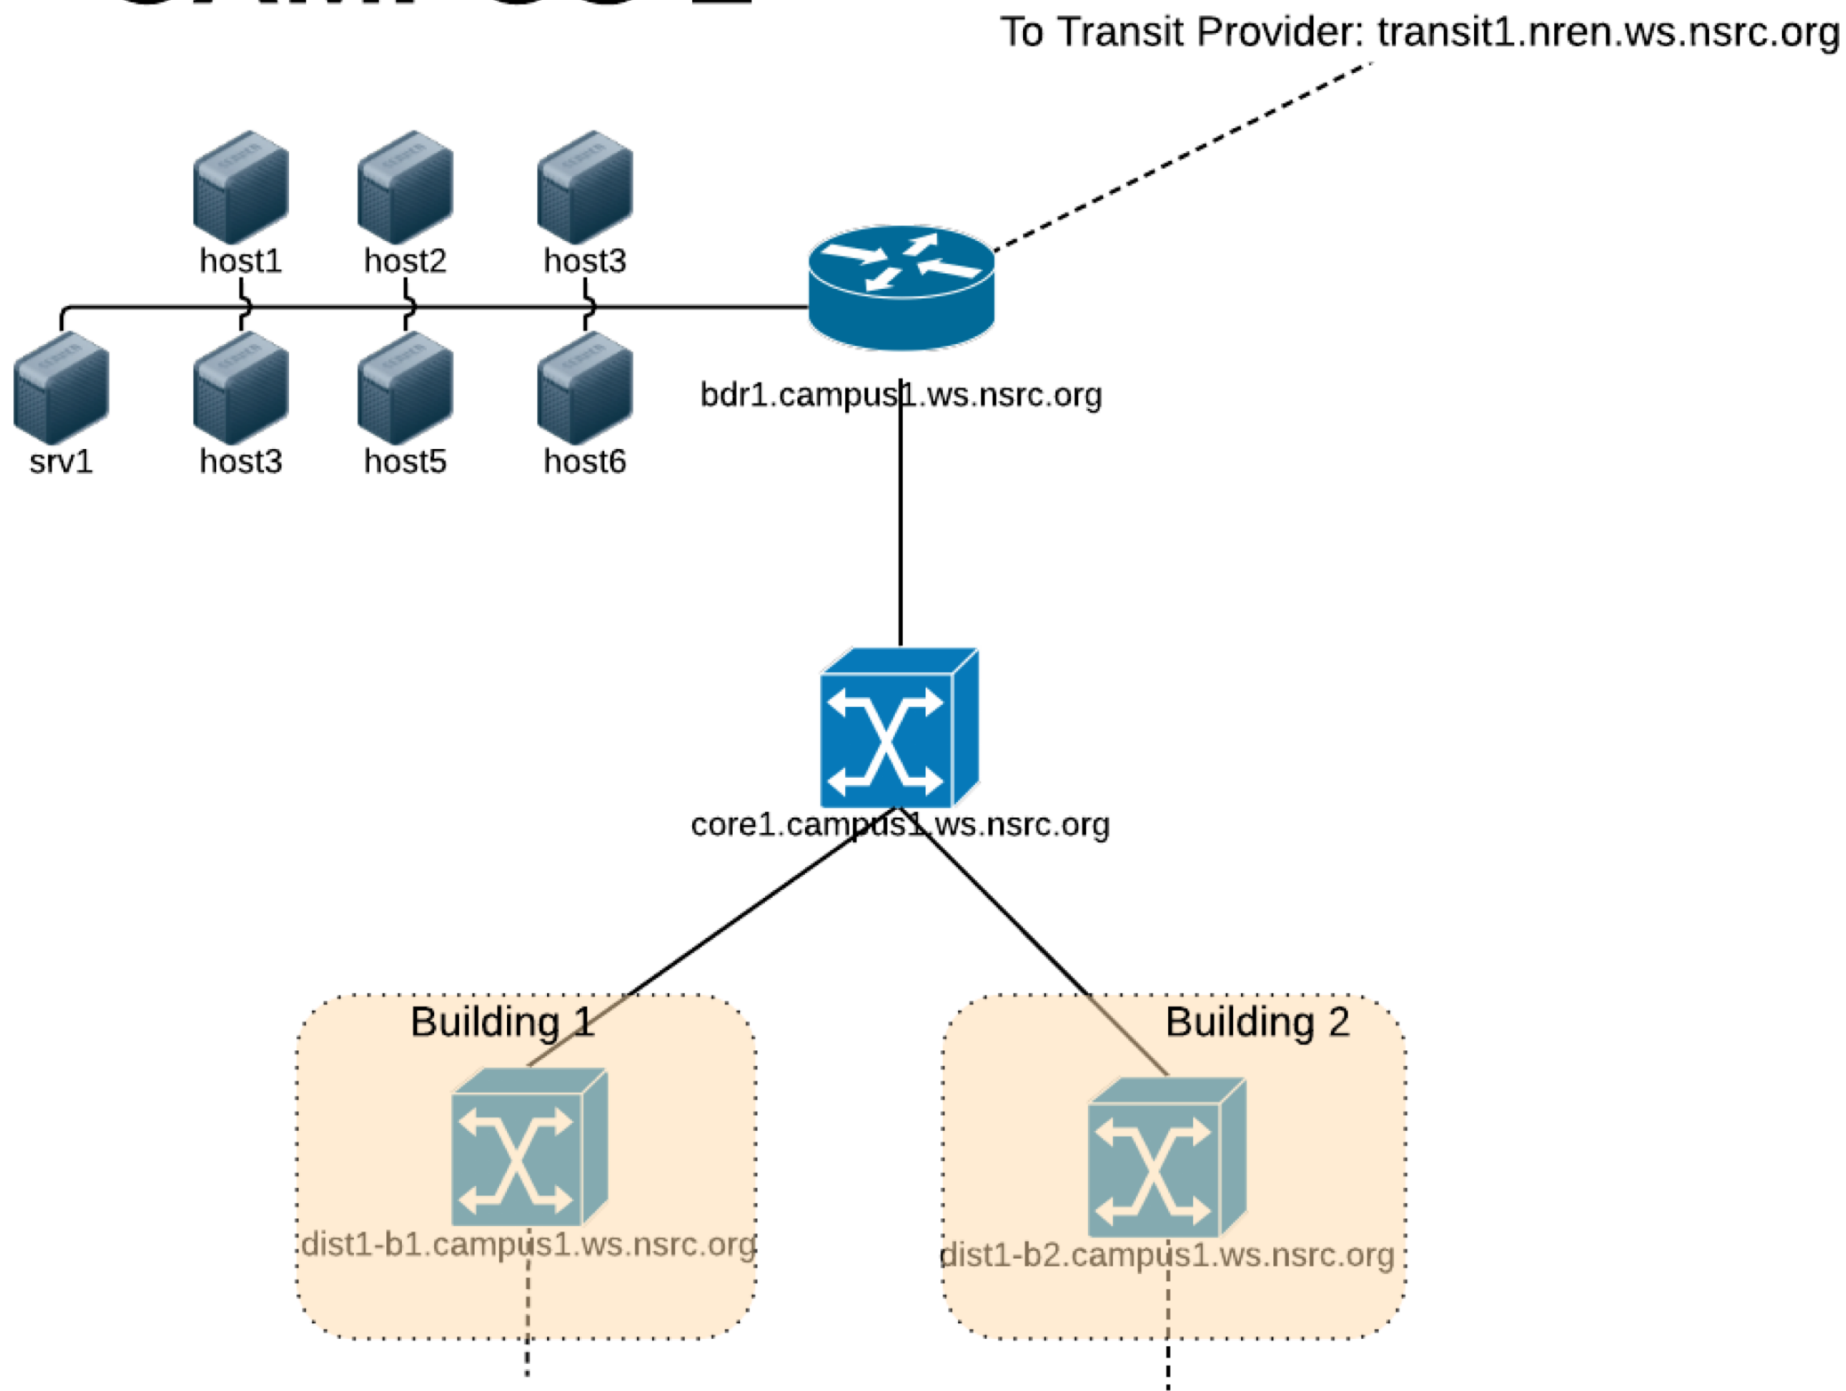 To Transit Provider: transit1.nren.ws.nsrc.org
host1
host2
host3
srv1
host3
host5
host6
bdr1.campus1.ws.nsrc.org
core1.campus1.ws.nsrc.org
Building 1
Building 2
dist1-b1.campus1.ws.nsrc.org
dist1-b2.campus1.ws.nsrc.org